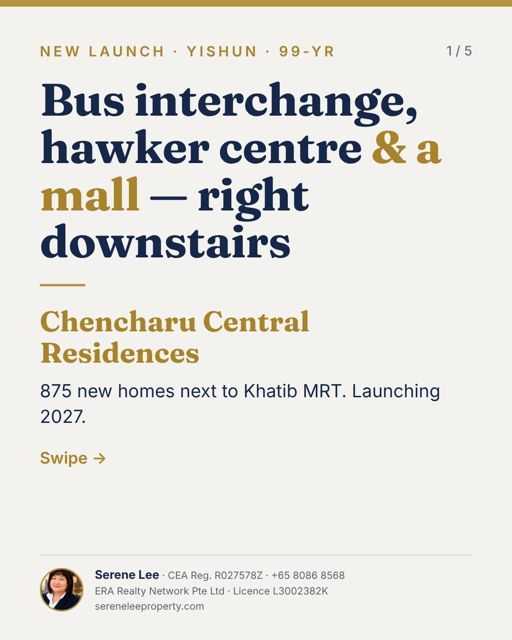 NEW LAUNCH · YISHUN · 99-YR
1 / 5
Bus interchange,
hawker centre & a
mall — right
downstairs
Chencharu Central
Residences
875 new homes next to Khatib MRT. Launching
2027.
Swipe →
Serene Lee · CEA Reg. R027578Z · +65 8086 8568
ERA Realty Network Pte Ltd · Licence L3002382K
sereneleeproperty.com